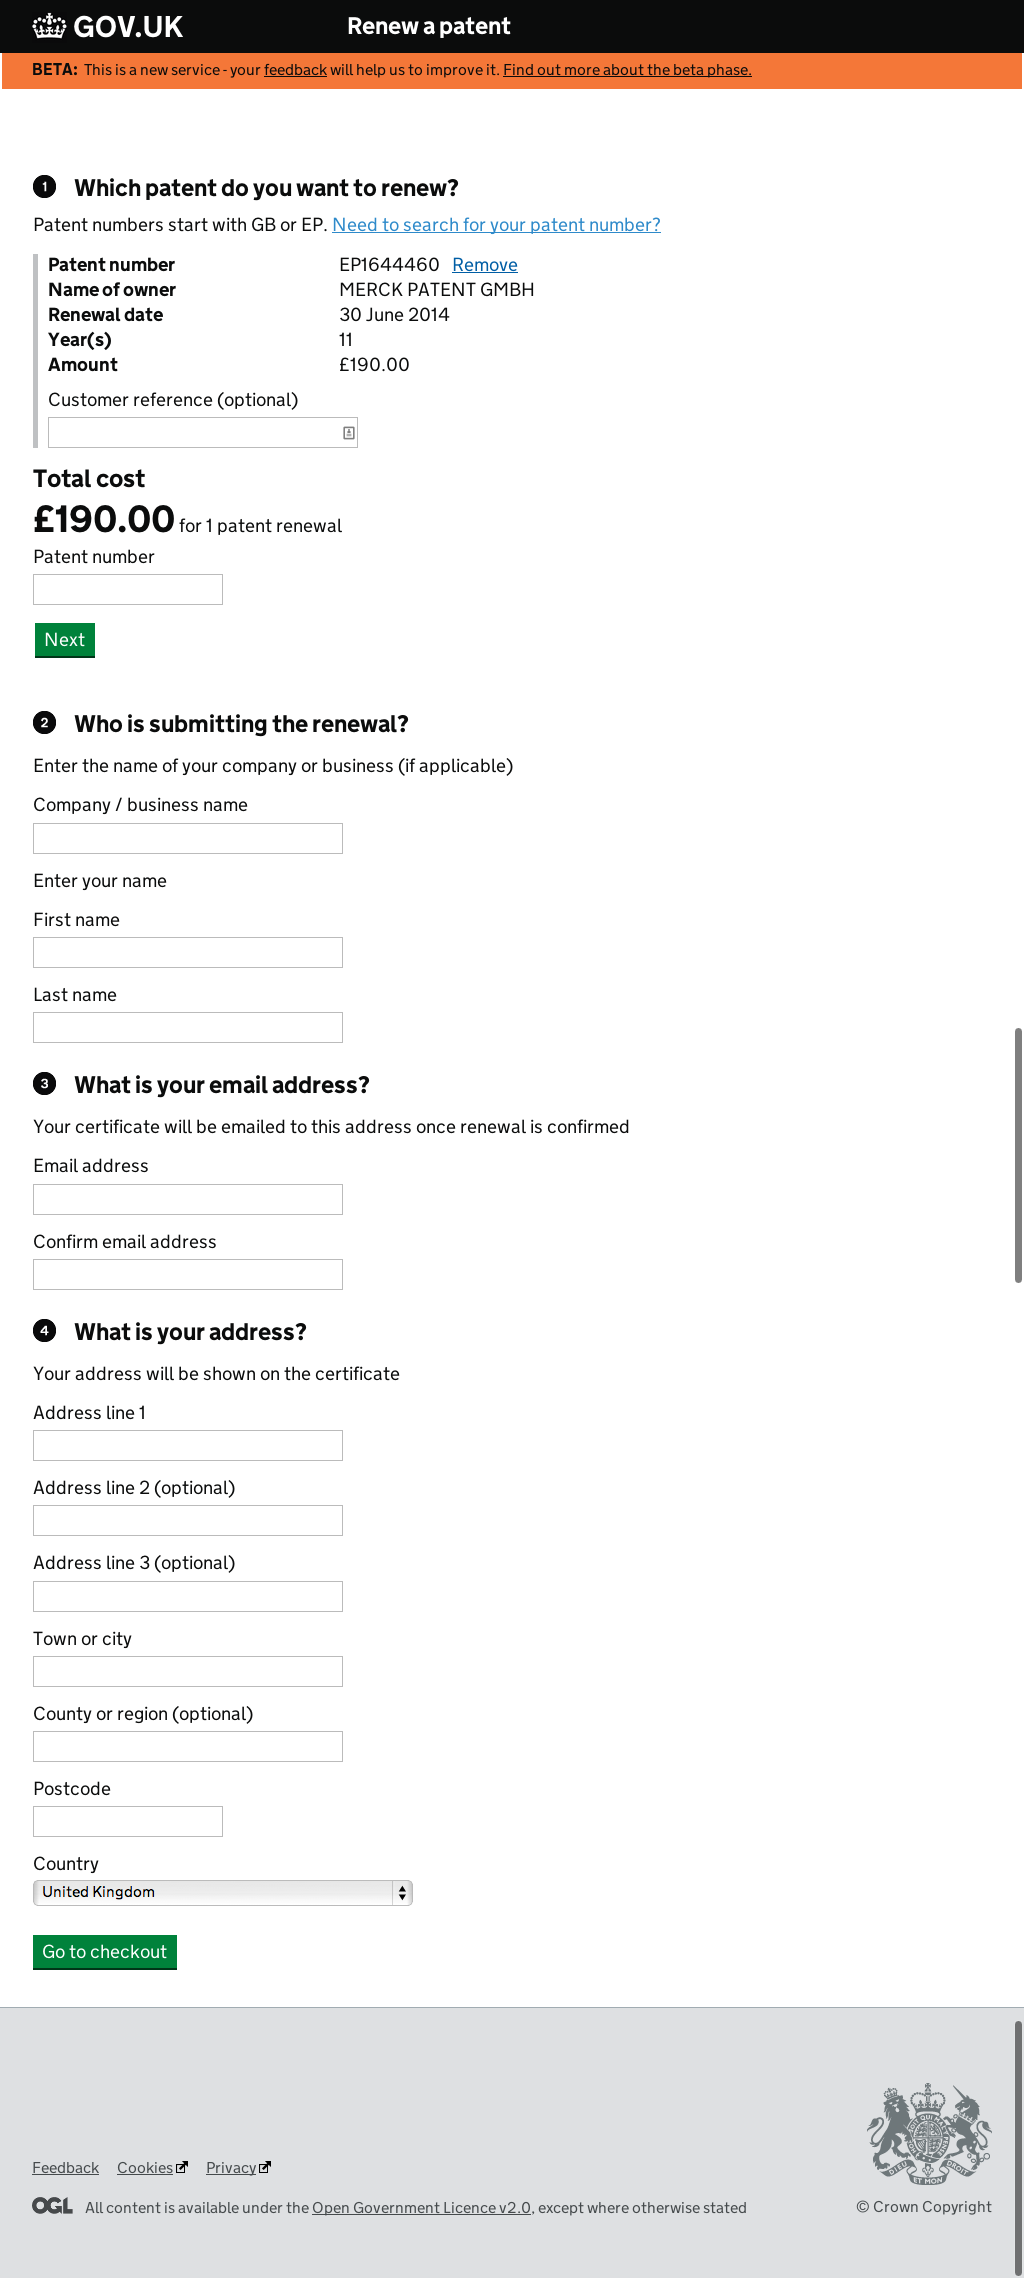 GOV.UK Renew a patent
BETA: This is a new service - your feedback will help us to improve it. Find out more about the beta phase.
1 Which patent do you want to renew?
Patent numbers start with GB or EP. Need to search for your patent number?
Patent number EP1644460 Remove
Name of owner MERCK PATENT GMBH
Renewal date 30 June 2014
Year(s) 11
Amount £190.00
Customer reference (optional)
Total cost
£190.00 for 1 patent renewal
Patent number
Next
2 Who is submitting the renewal?
Enter the name of your company or business (if applicable)
Company / business name
Enter your name
First name
Last name
3 What is your email address?
Your certificate will be emailed to this address once renewal is confirmed
Email address
Confirm email address
4 What is your address?
Your address will be shown on the certificate
Address line 1
Address line 2 (optional)
Address line 3 (optional)
Town or city
County or region (optional)
Postcode
Country
United Kingdom
Go to checkout
Feedback Cookies Privacy
DIEU ET MON DROIT
OGL All content is available under the Open Government Licence v2.0, except where otherwise stated
© Crown Copyright